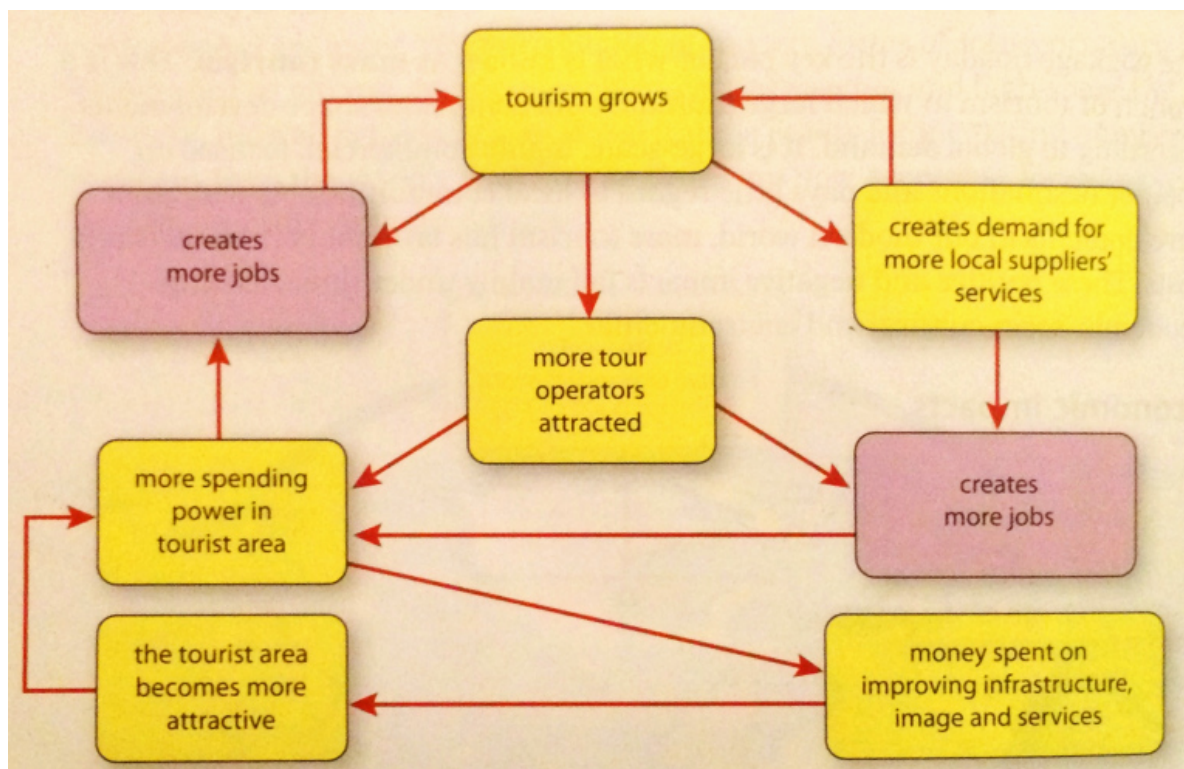 tourism grows
creates
more jobs
creates demand for
more local suppliers'
services
more tour
operators
attracted
more spending
power in
tourist area
creates
more jobs
the tourist area
becomes more
attractive
money spent on
improving infrastructure,
image and services